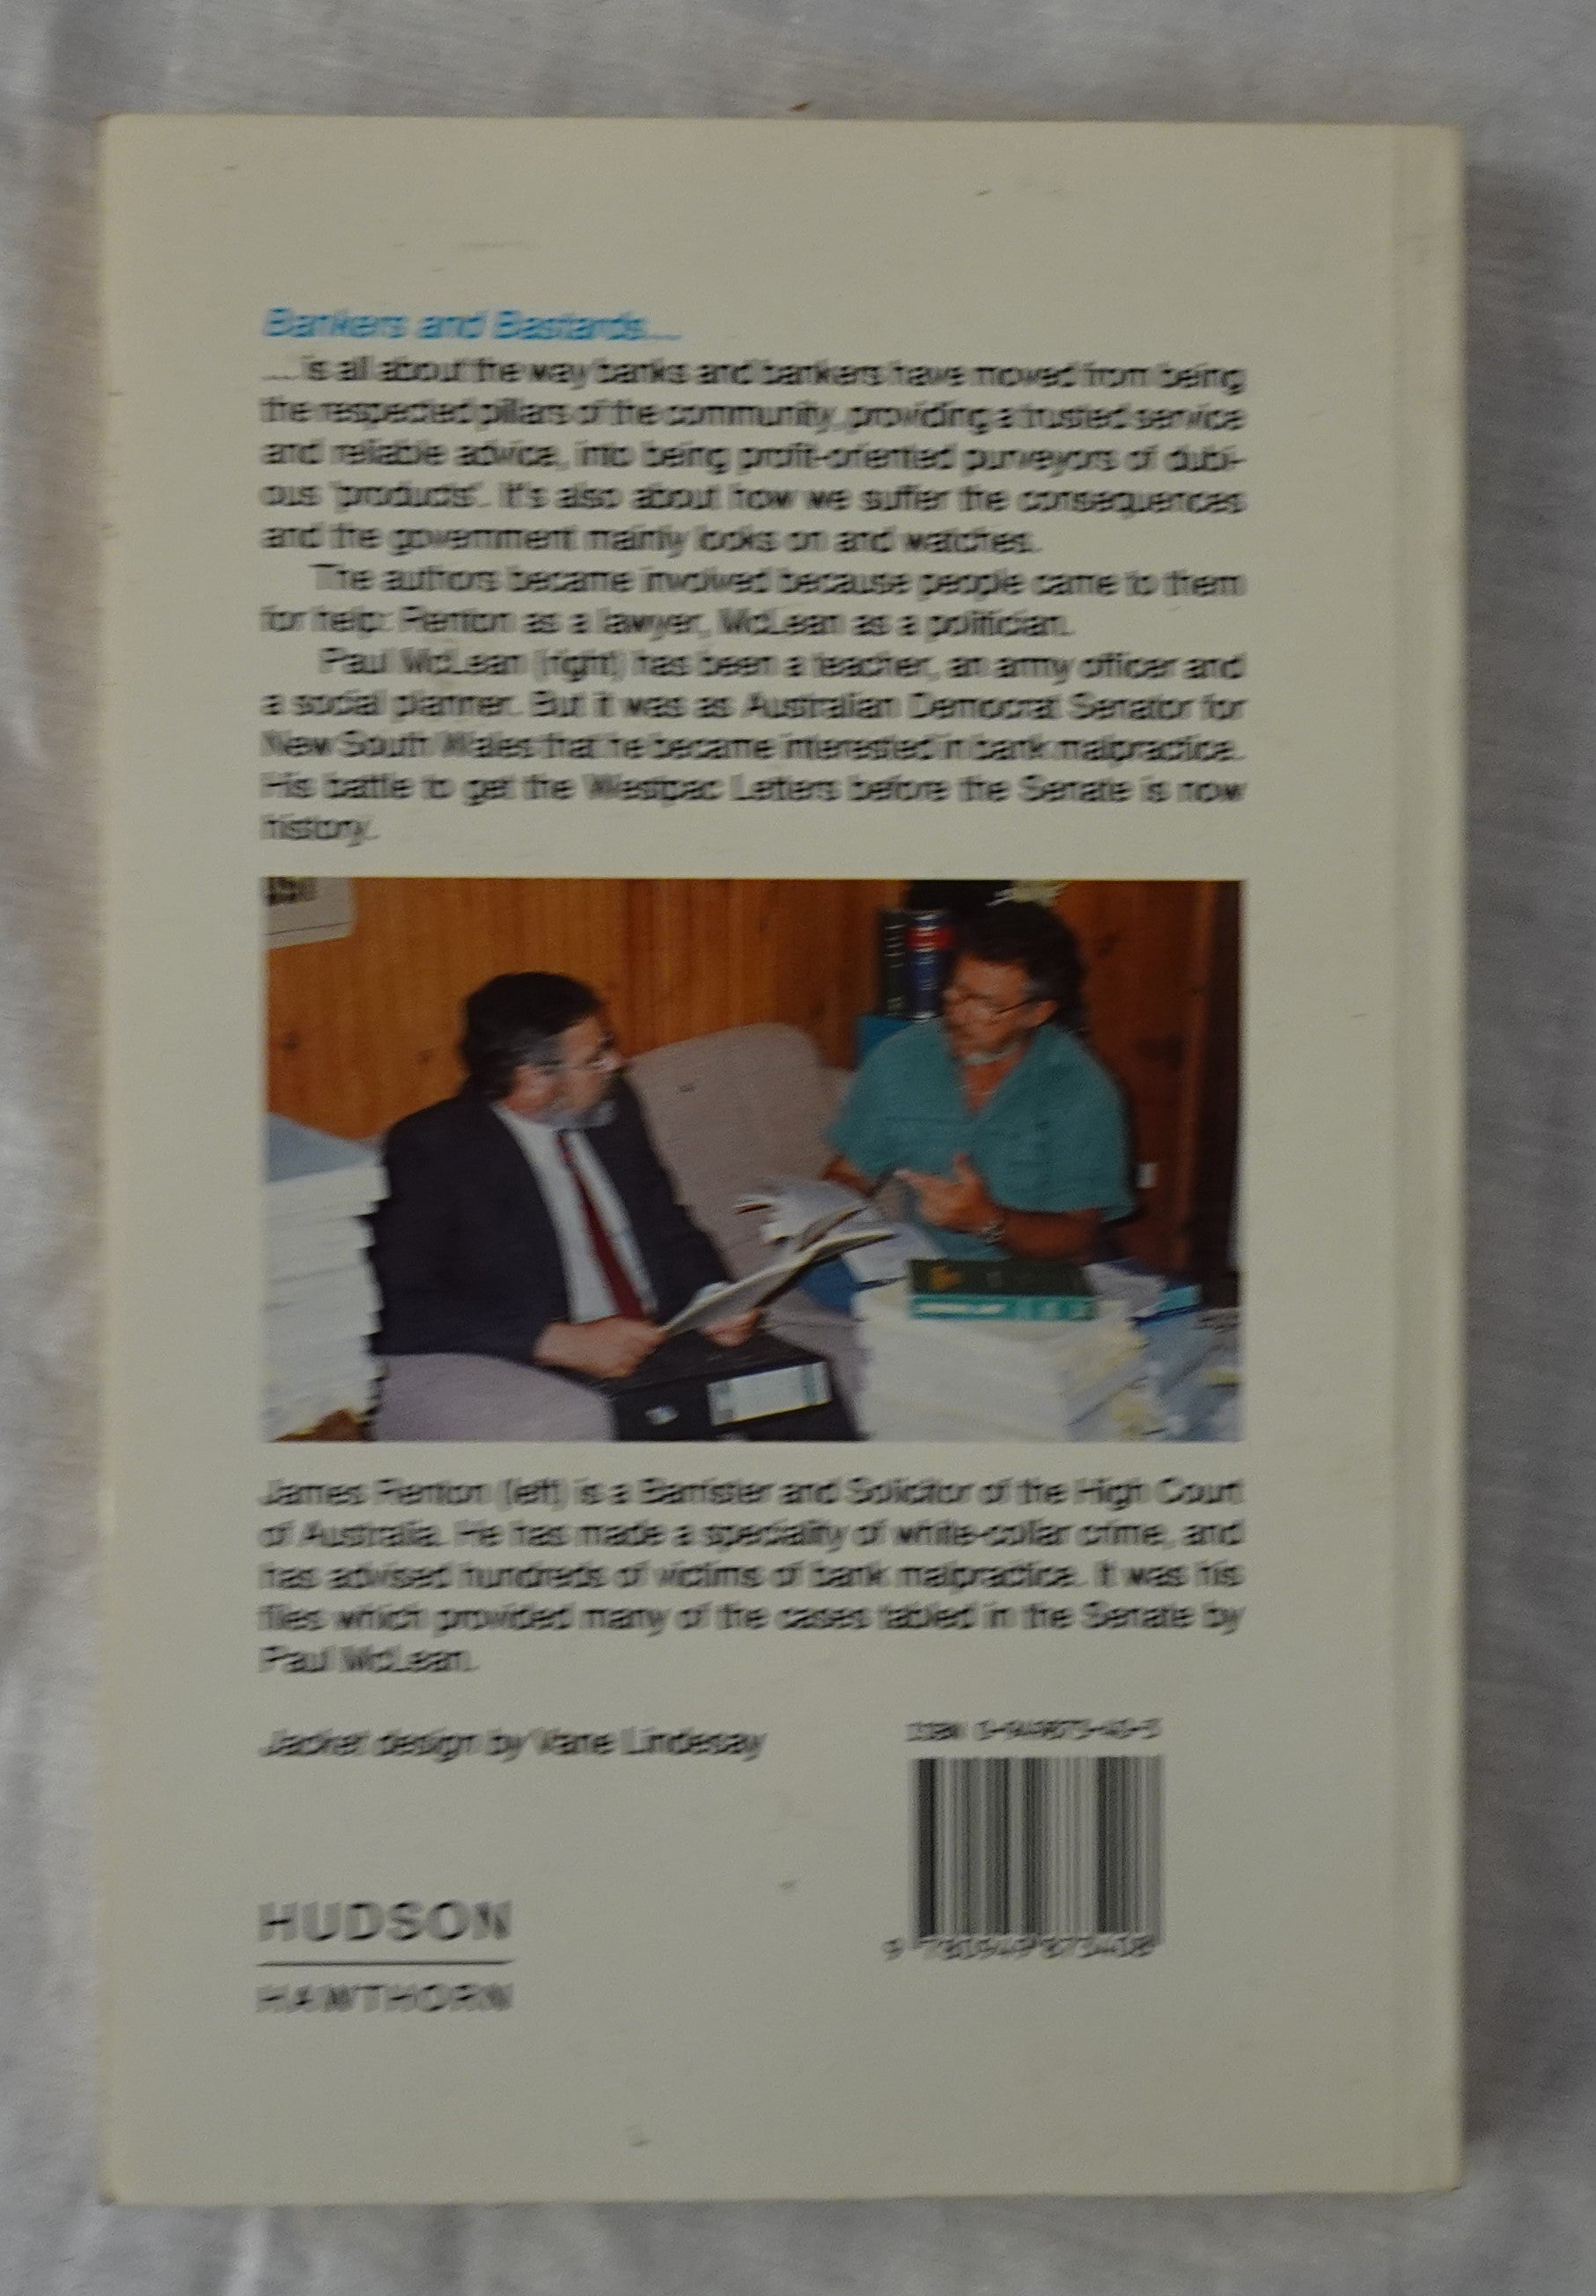 Bankers and Bastards...
... is all about the way banks and bankers have moved from being
the respected pillars of the community, providing a trusted service
and reliable advice, into being profit-oriented purveyors of dubi-
ous 'products'. It's also about how we suffer the consequences
and the government mainly looks on and watches.
The authors became involved because people came to them
for help: Renton as a lawyer, McLean as a politician.
Paul McLean (right) has been a teacher, an army officer and
a social planner. But it was as Australian Democrat Senator for
New South Wales that he became interested in bank malpractice.
His battle to get the Westpac Letters before the Senate is now
history.
James Renton (left) is a Barrister and Solicitor of the High Court
of Australia. He has made a speciality of white-collar crime, and
has advised hundreds of victims of bank malpractice. It was his
files which provided many of the cases tabled in the Senate by
Paul McLean.
Jacket design by Vane Lindesay
ISBN
HUDSON
HAWTHORN